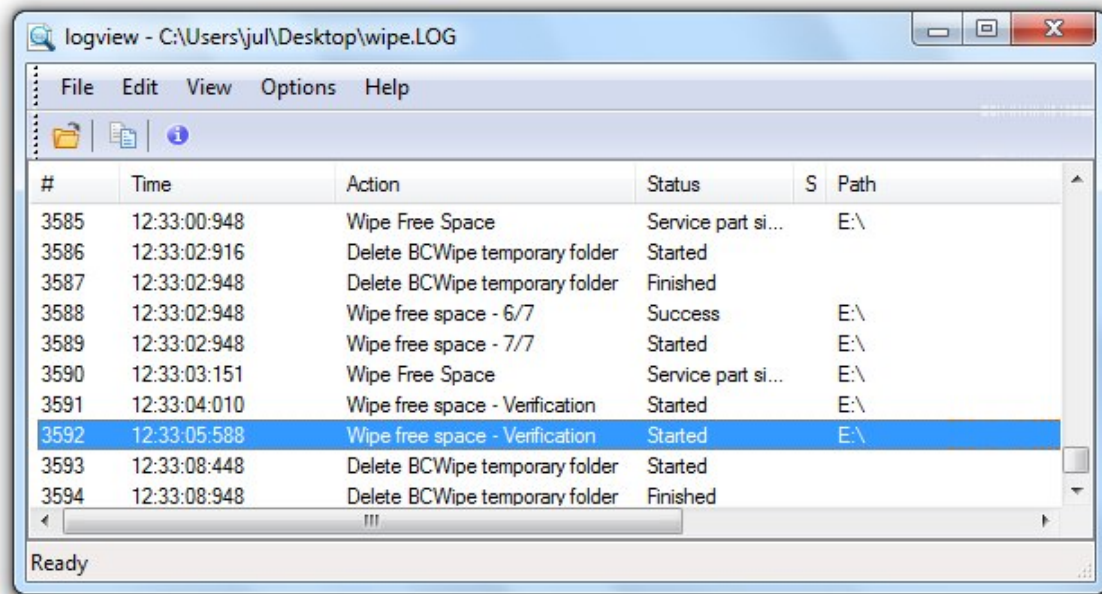 logview - C:\Users\jul\Desktop\wipe.LOG
File Edit View Options Help
# Time Action Status S Path
3585 12:33:00:948 Wipe Free Space Service part si... E:\
3586 12:33:02:916 Delete BCWipe temporary folder Started
3587 12:33:02:948 Delete BCWipe temporary folder Finished
3588 12:33:02:948 Wipe free space - 6/7 Success E:\
3589 12:33:02:948 Wipe free space - 7/7 Started E:\
3590 12:33:03:151 Wipe Free Space Service part si... E:\
3591 12:33:04:010 Wipe free space - Verification Started E:\
3592 12:33:05:588 Wipe free space - Verification Started E:\
3593 12:33:08:448 Delete BCWipe temporary folder Started
3594 12:33:08:948 Delete BCWipe temporary folder Finished
Ready